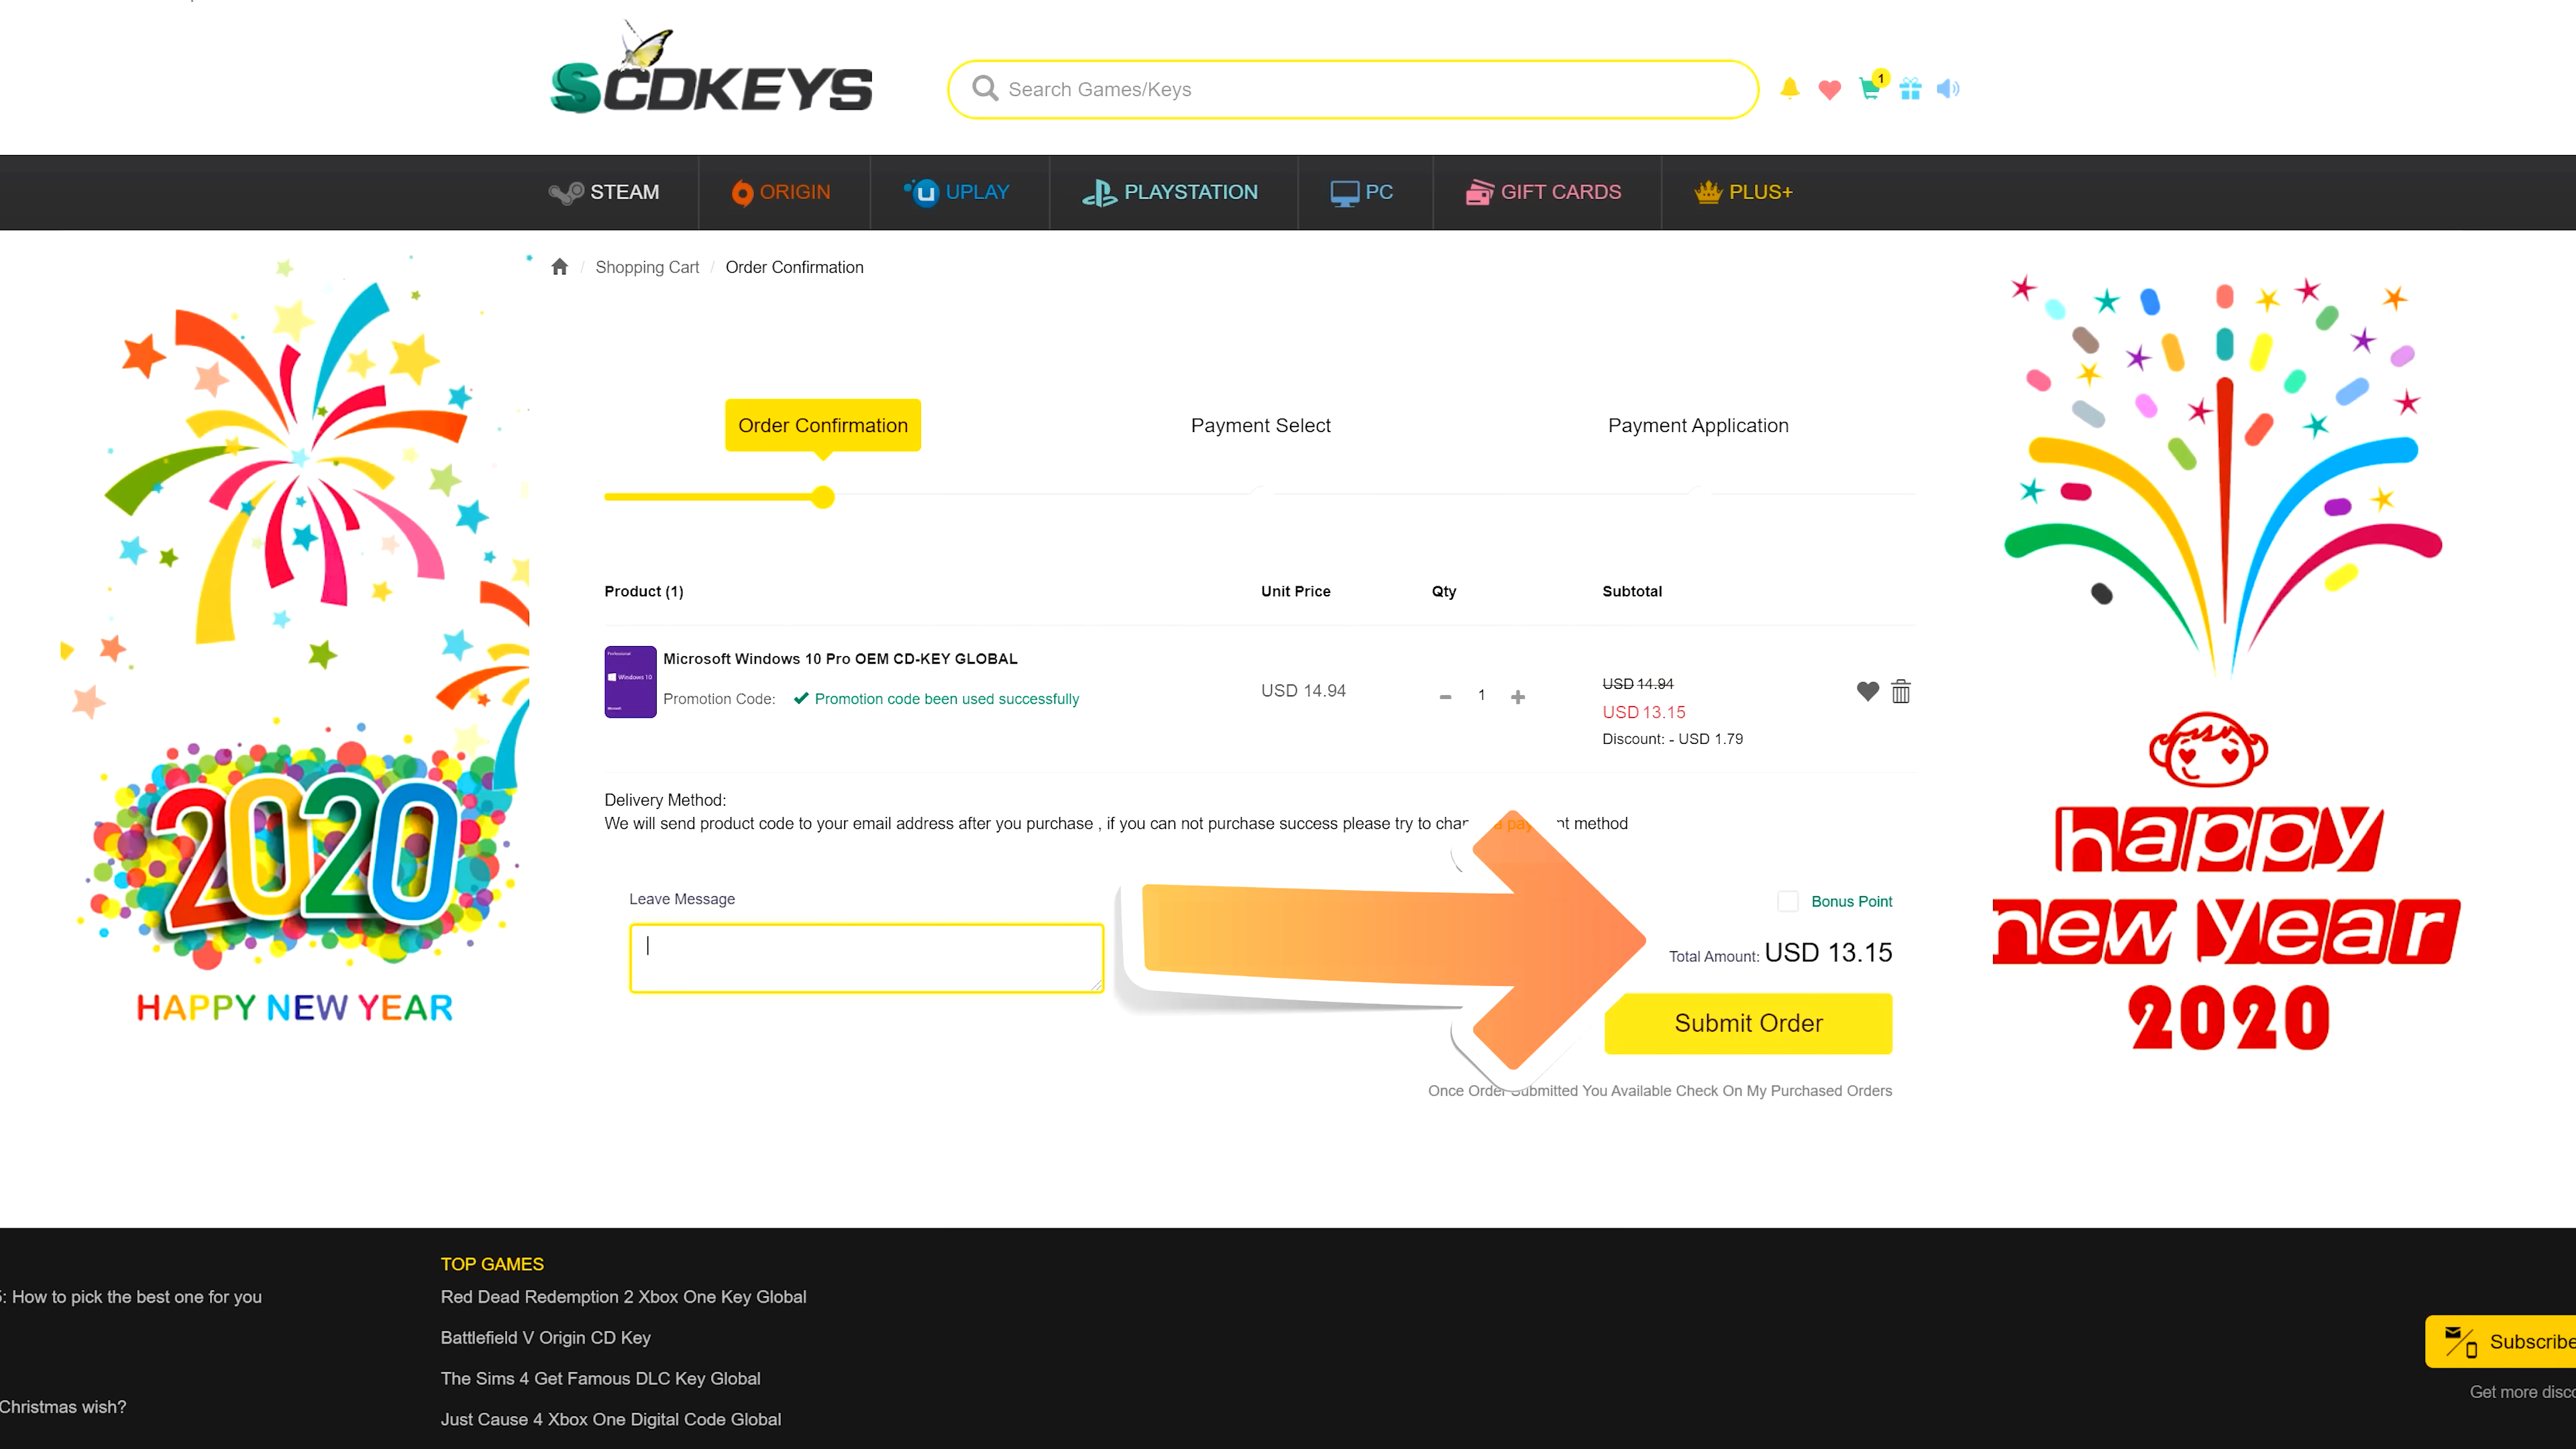 SCDKEYS
Search Games/Keys
1
STEAM
ORIGIN
UPLAY
PLAYSTATION
PC
GIFT CARDS
PLUS+
Shopping Cart / Order Confirmation
Order Confirmation
Payment Select
Payment Application
Product (1)
Unit Price
Qty
Subtotal
Professional
Windows 10
Microsoft Windows 10 Pro OEM CD-KEY GLOBAL
Promotion Code: Promotion code been used successfully
USD 14.94
1
USD 14.94
USD 13.15
Discount: - USD 1.79
Delivery Method:
We will send product code to your email address after you purchase , if you can not purchase success please try to method
Leave Message
Bonus Point
Total Amount: USD 13.15
Submit Order
Once Order Submitted You Available Check On My Purchased Orders
2020
HAPPY NEW YEAR
happy
new year
2020
5: How to pick the best one for you
Christmas wish?
TOP GAMES
Red Dead Redemption 2 Xbox One Key Global
Battlefield V Origin CD Key
The Sims 4 Get Famous DLC Key Global
Just Cause 4 Xbox One Digital Code Global
Subscribe
Get more disco